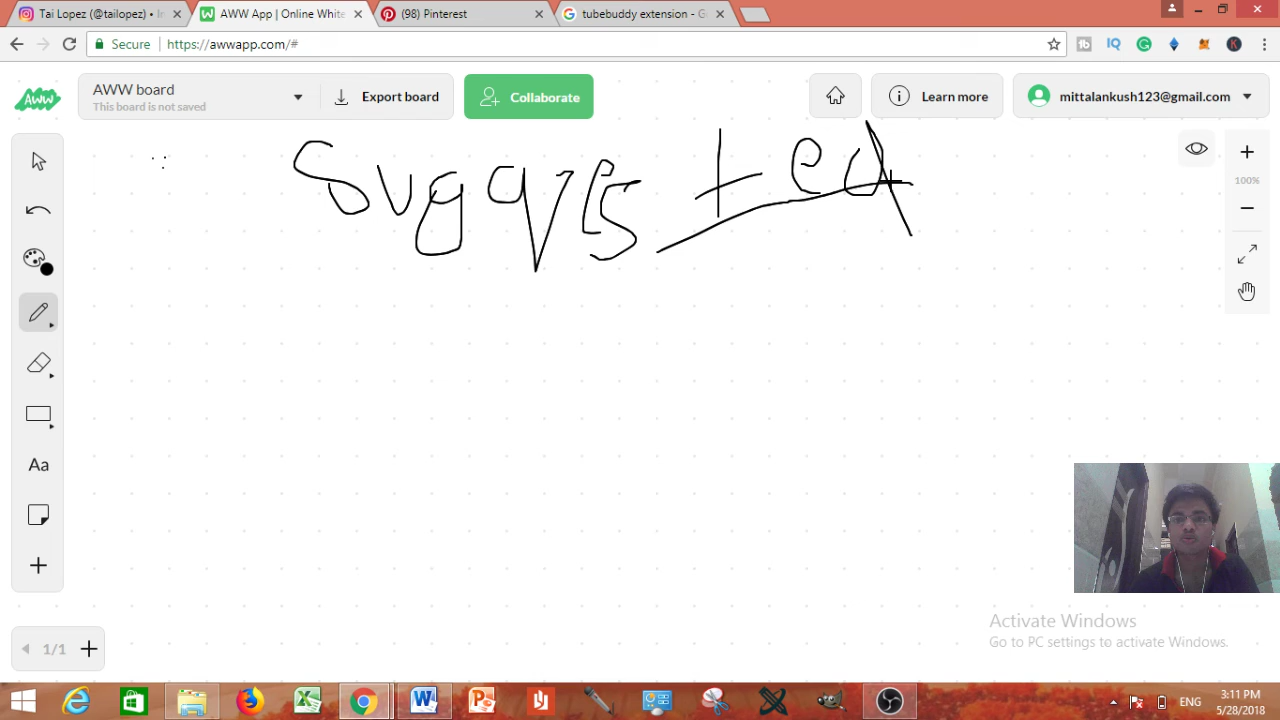 Tai Lopez (@tailopez) • In
AWW App | Online White
(98) Pinterest
tubebuddy extension - G
Secure
https://awwapp.com/#
AWW
AWW board
This board is not saved
Export board
Collaborate
Learn more
mittalankush123@gmail.com
100%
Aa
1/1
Activate Windows
Go to PC settings to activate Windows.
ENG
3:11 PM
5/28/2018